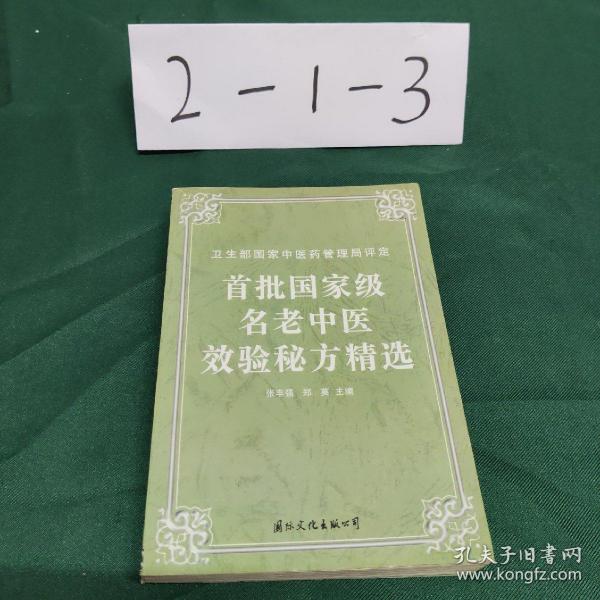 2-1-3
卫生部国家中医药管理局评定
首批国家级
名老中医
效验秘方精选
张丰强 郑英 主编
国际文化出版公司
孔夫子旧书网
www.kongfz.com